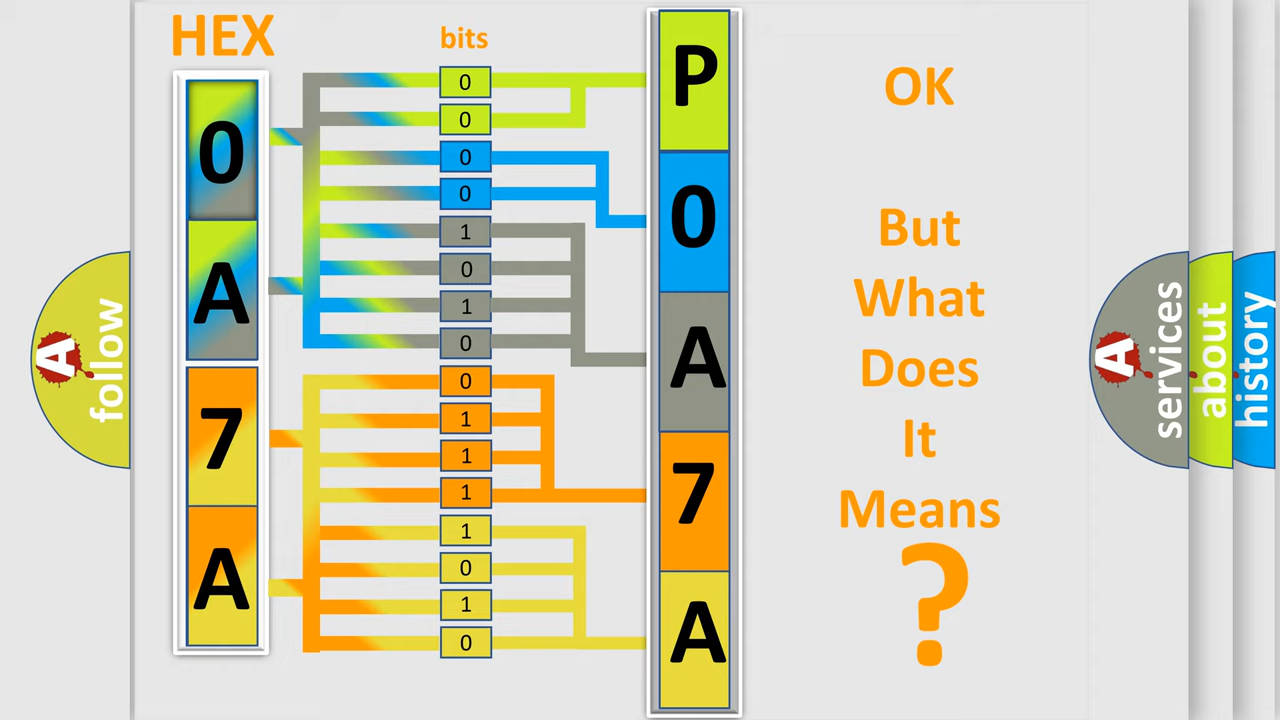 HEX
bits
0
A
7
A
0
0
0
0
1
0
1
0
0
1
1
1
1
0
1
0
P
0
A
7
A
OK
But
What
Does
It
Means
?
A
follow
A
services
about
history